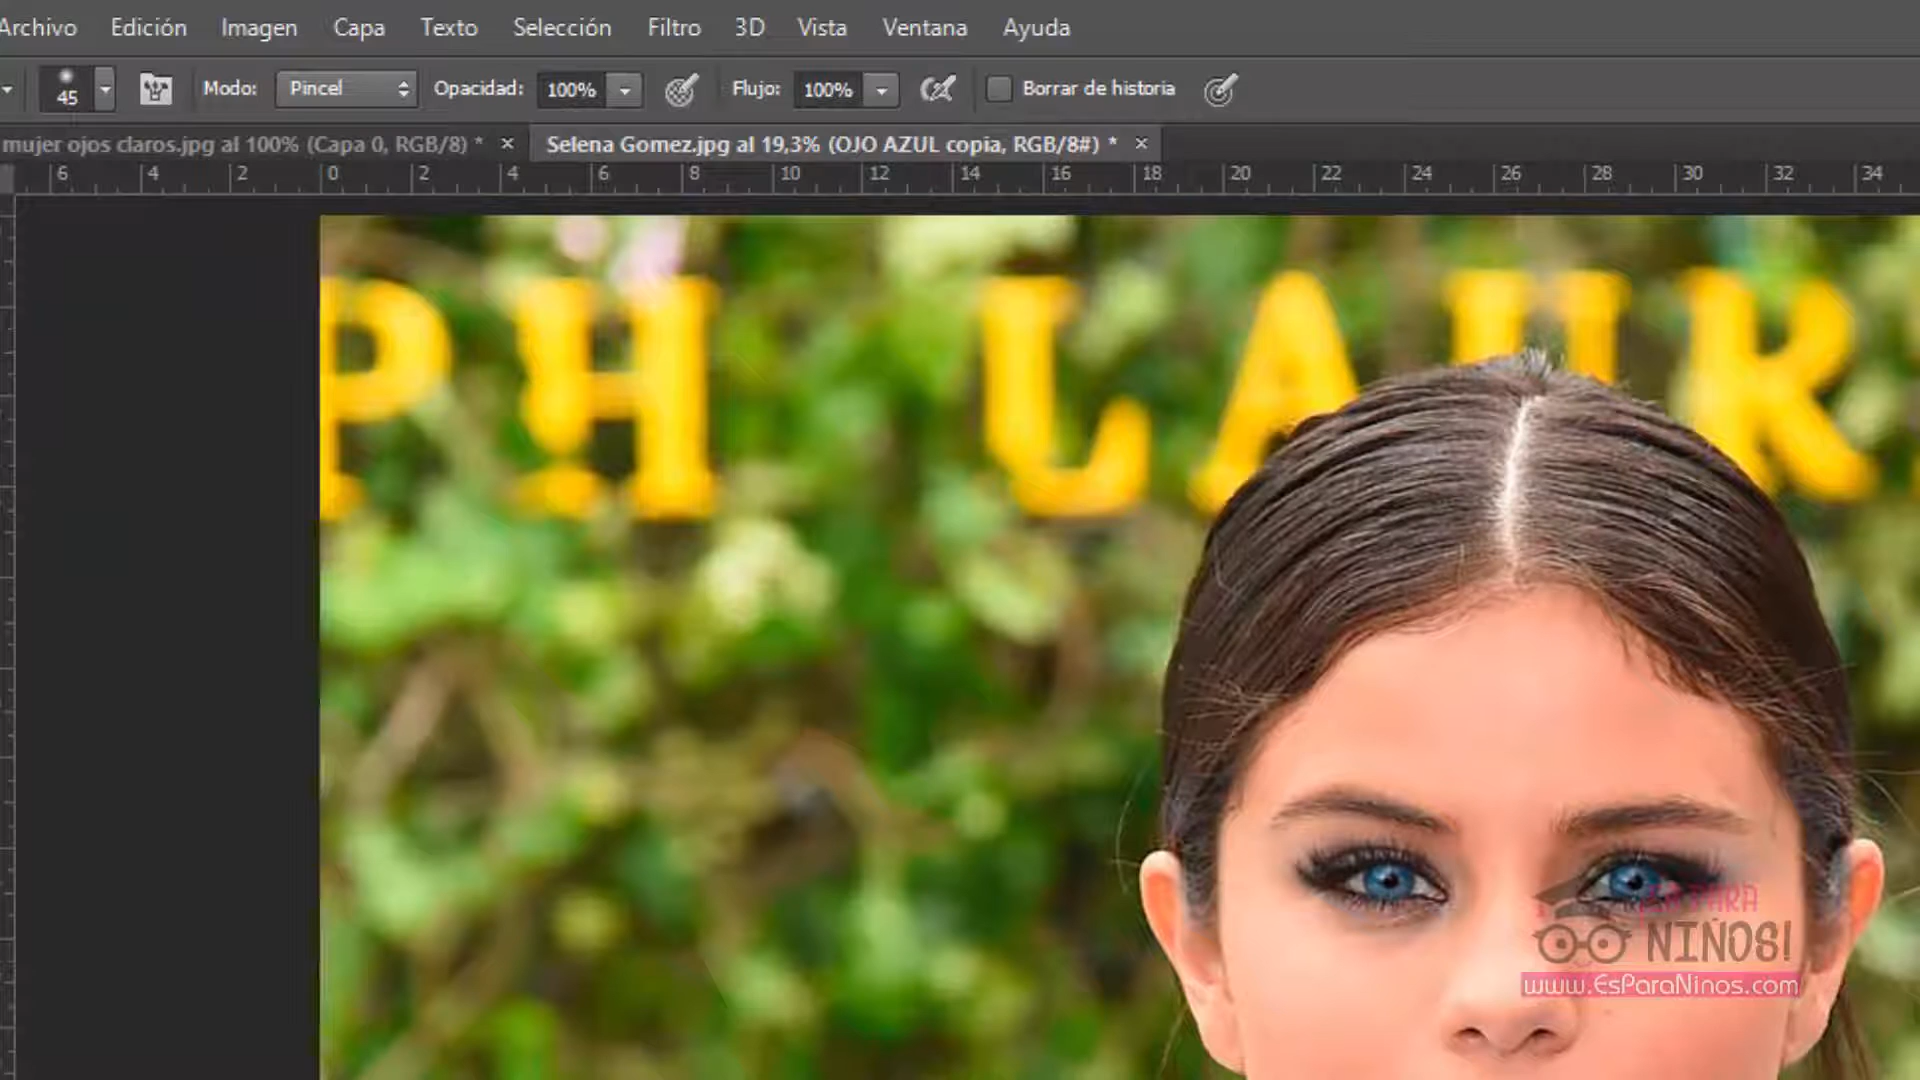 Archivo Edición Imagen Capa Texto Selección Filtro 3D Vista Ventana Ayuda
45 Modo: Pincel Opacidad: 100% Flujo: 100% Borrar de historia
mujer ojos claros.jpg al 100% (Capa 0, RGB/8) * × Selena Gomez.jpg al 19,3% (OJO AZUL copia, RGB/8#) * ×
6 4 2 0 2 4 6 8 10 12 14 16 18 20 22 24 26 28 30 32 34
PH LAUR
ES PARA
NIÑOS!
www.EsParaNinos.com